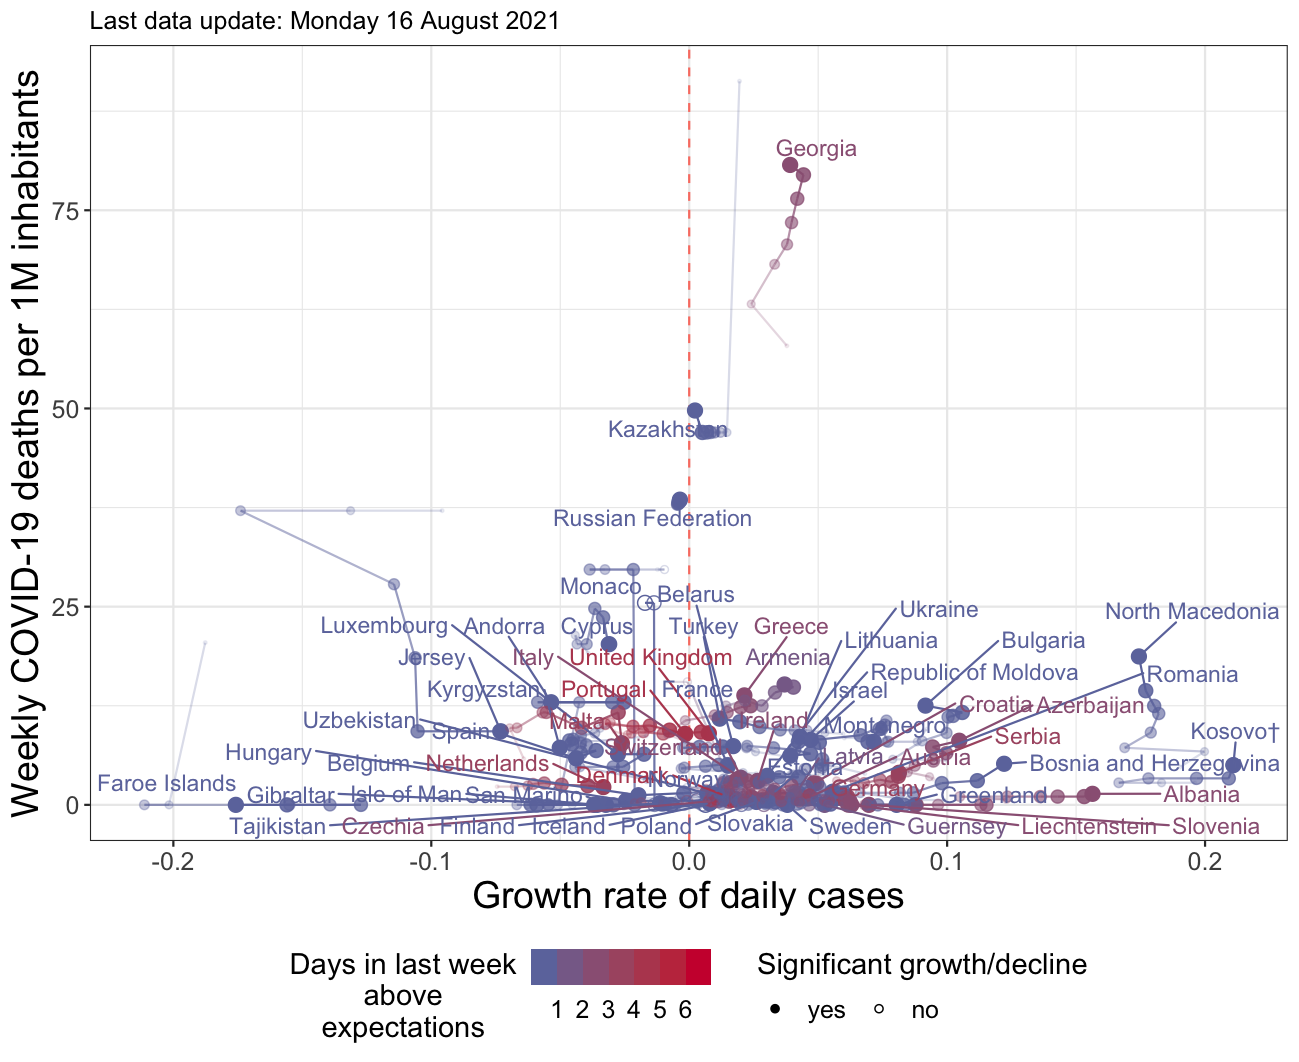 Last data update: Monday 16 August 2021
Weekly COVID-19 deaths per 1M inhabitants
75
50
25
0
Georgia
Kazakhstan
Russian Federation
Monaco
Belarus
Ukraine
North Macedonia
Luxembourg
Andorra
Cyprus
Turkey
Greece
Lithuania
Bulgaria
Jersey
Italy
United Kingdom
Armenia
Republic of Moldova
Romania
Kyrgyzstan
Portugal
France
Israel
Croatia
Azerbaijan
Uzbekistan
Spain
Malta
Ireland
Montenegro
Serbia
Kosovo†
Hungary
Belgium
Netherlands
Switzerland
Latvia
Austria
Bosnia and Herzegovina
Faroe Islands
Gibraltar
Isle of Man
San Marino
Denmark
Norway
Estonia
Germany
Greenland
Albania
Tajikistan
Czechia
Finland
Iceland
Poland
Slovakia
Sweden
Guernsey
Liechtenstein
Slovenia
-0.2
-0.1
0.0
0.1
0.2
Growth rate of daily cases
Days in last week
above
expectations
1 2 3 4 5 6
Significant growth/decline
yes
no